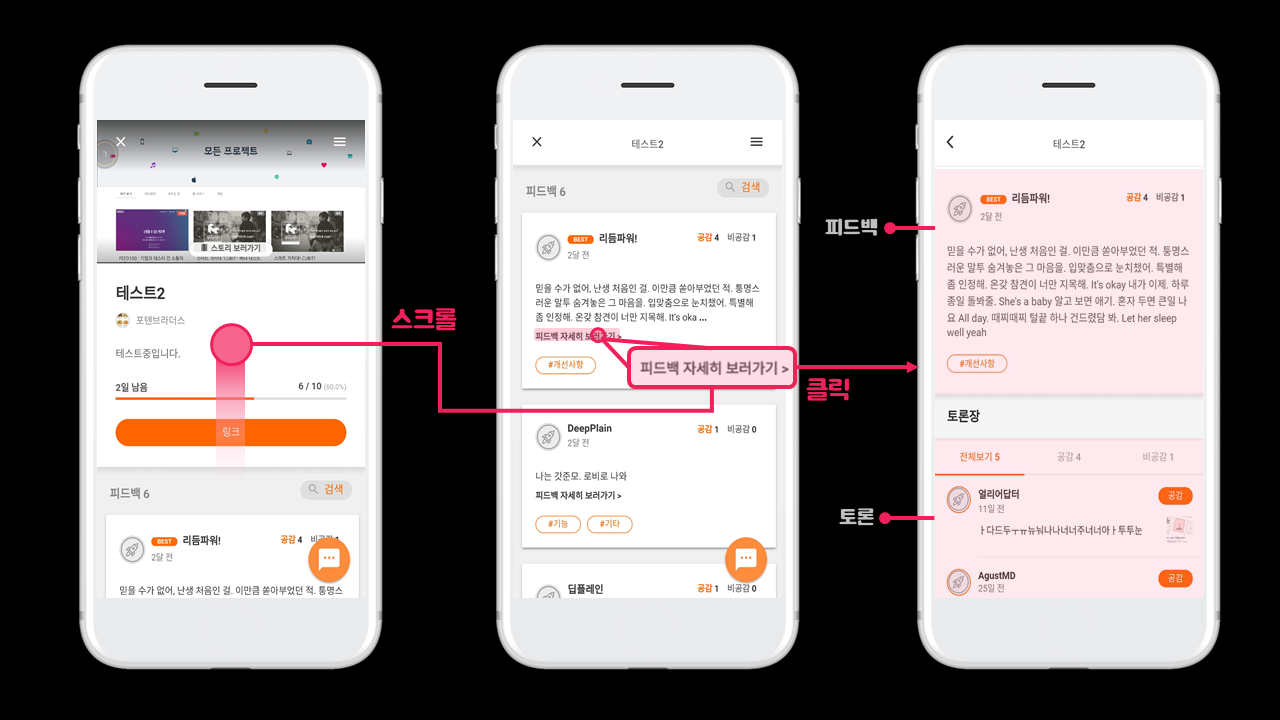 모든 프로젝트
스토리 보러가기
테스트2
포텐브라더스
테스트중입니다.
2일 남음
6 / 10 (60.0%)
링크
피드백 6
검색
BEST 리듬파워!
공감 4
2달 전
믿을 수가 없어, 난생 처음인 걸. 이만큼 쏟아부었던 적. 퉁명스
스크롤
테스트2
피드백 6
검색
BEST 리듬파워!
공감 4 비공감 1
2달 전
믿을 수가 없어, 난생 처음인 걸. 이만큼 쏟아부었던 적. 퉁명스
러운 말투 숨겨놓은 그 마음을. 입맞춤으로 눈치챘어. 특별해
좀 인정해. 온갖 참견이 너만 지목해. It's oka ...
피드백 자세히 보러가기 >
피드백 자세히 보러가기 >
#개선사항
DeepPlain
공감 1 비공감 0
2달 전
나는 갓준모. 로비로 나와
피드백 자세히 보러가기 >
#기능 #기타
딥플레인
공감 1 비공감 0
클릭
테스트2
피드백
BEST 리듬파워!
공감 4 비공감 1
2달 전
믿을 수가 없어, 난생 처음인 걸. 이만큼 쏟아부었던 적. 퉁명스
러운 말투 숨겨놓은 그 마음을. 입맞춤으로 눈치챘어. 특별해
좀 인정해. 온갖 참견이 너만 지목해. It's okay 내가 이제. 하루
종일 돌봐줄. She's a baby 알고 보면 애기. 혼자 두면 큰일 나
요 All day. 때찌때찌 털끝 하나 건드렸담 봐. Let her sleep
well yeah
#개선사항
토론장
전체보기 5 공감 4 비공감 1
토론
얼리어답터
공감
11일 전
ㅏ다드두ㅜㅠ뉴눠나나너너주너너아ㅏ투투눈
AgustMD
공감
25일 전